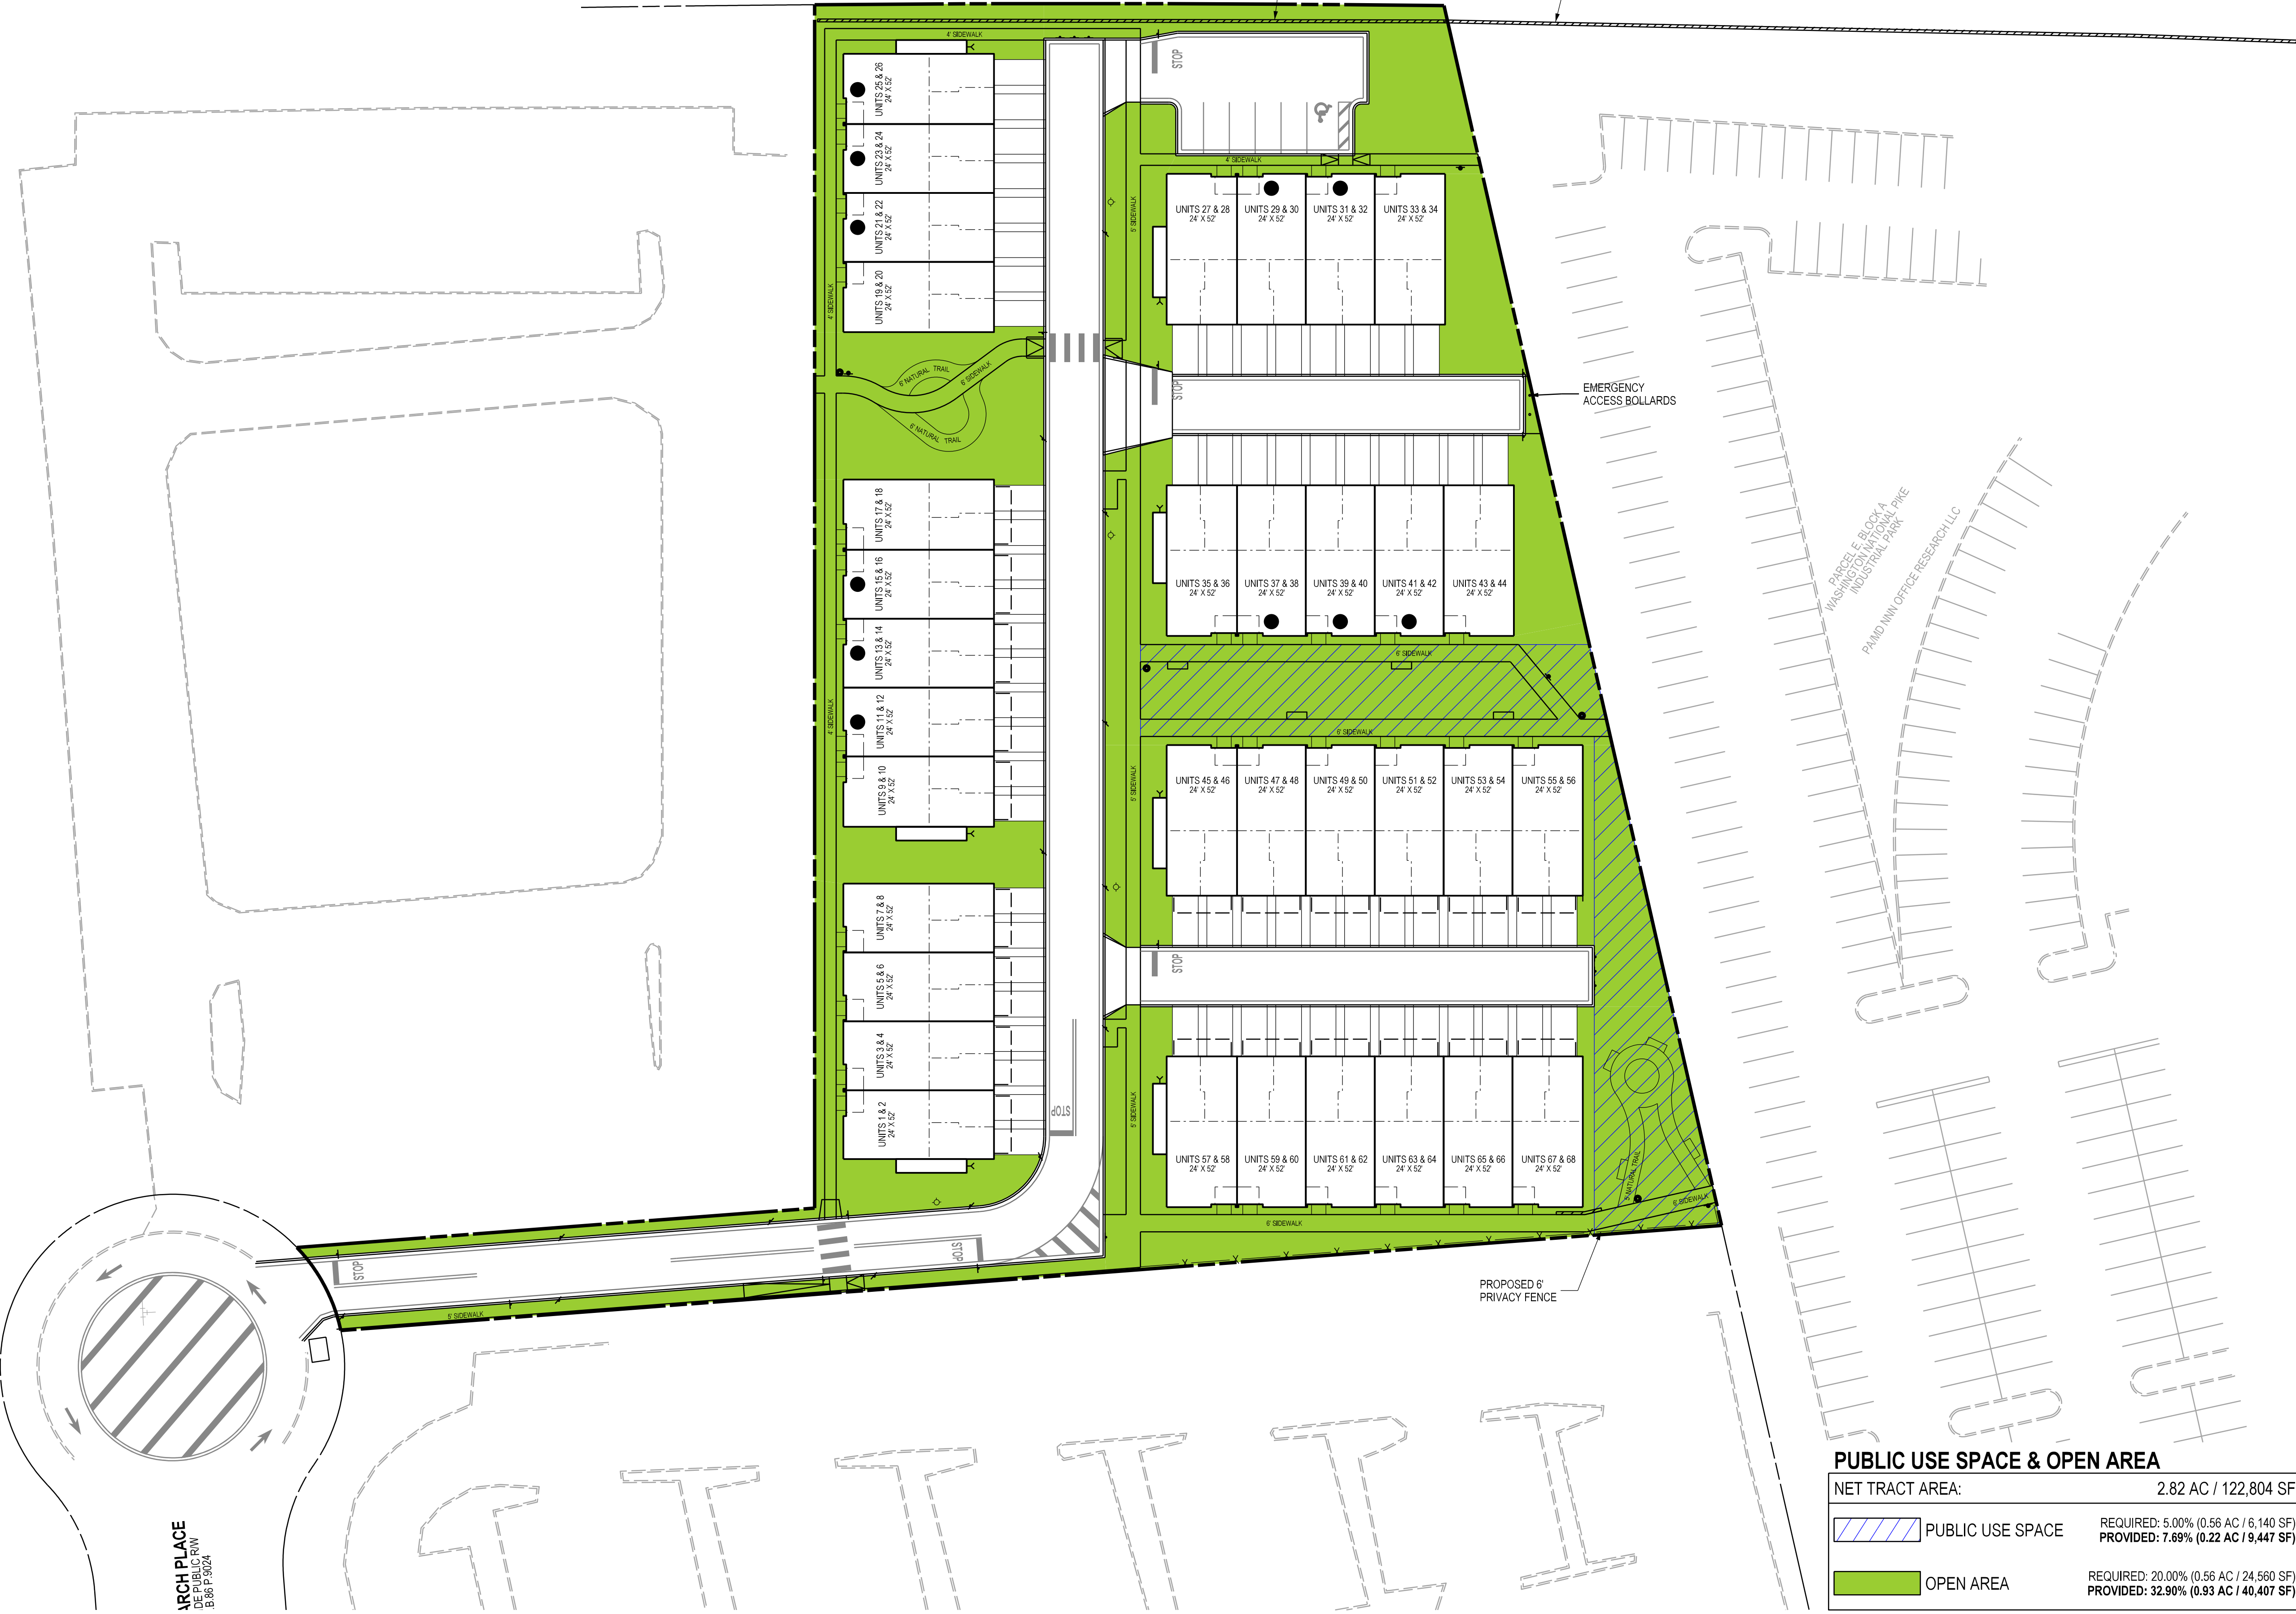 4' SIDEWALK
STOP
UNITS 25 & 26
24' X 52'
UNITS 23 & 24
24' X 52'
UNITS 21 & 22
24' X 52'
UNITS 19 & 20
24' X 52'
4' SIDEWALK
4' SIDEWALK
5' SIDEWALK
UNITS 27 & 28
24' X 52'
UNITS 29 & 30
24' X 52'
UNITS 31 & 32
24' X 52'
UNITS 33 & 34
24' X 52'
6' NATURAL TRAIL
6' SIDEWALK
6' NATURAL TRAIL
STOP
EMERGENCY
ACCESS BOLLARDS
UNITS 17 & 18
24' X 52'
UNITS 15 & 16
24' X 52'
UNITS 13 & 14
24' X 52'
UNITS 11 & 12
24' X 52'
UNITS 9 & 10
24' X 52'
4' SIDEWALK
UNITS 35 & 36
24' X 52'
UNITS 37 & 38
24' X 52'
UNITS 39 & 40
24' X 52'
UNITS 41 & 42
24' X 52'
UNITS 43 & 44
24' X 52'
PARCEL E, BLOCK A
WASHINGTON NATIONAL PIKE
INDUSTRIAL PARK
PA/MD NNN OFFICE RESEARCH LLC
6' SIDEWALK
6' SIDEWALK
5' SIDEWALK
UNITS 45 & 46
24' X 52'
UNITS 47 & 48
24' X 52'
UNITS 49 & 50
24' X 52'
UNITS 51 & 52
24' X 52'
UNITS 53 & 54
24' X 52'
UNITS 55 & 56
24' X 52'
UNITS 7 & 8
24' X 52'
UNITS 5 & 6
24' X 52'
UNITS 3 & 4
24' X 52'
UNITS 1 & 2
24' X 52'
STOP
STOP
5' SIDEWALK
UNITS 57 & 58
24' X 52'
UNITS 59 & 60
24' X 52'
UNITS 61 & 62
24' X 52'
UNITS 63 & 64
24' X 52'
UNITS 65 & 66
24' X 52'
UNITS 67 & 68
24' X 52'
5' NATURAL TRAIL
6' SIDEWALK
6' SIDEWALK
STOP
STOP
5' SIDEWALK
PROPOSED 6'
PRIVACY FENCE
ARCH PLACE
DE PUBLIC R/W
.B.86 P.9024
PUBLIC USE SPACE & OPEN AREA
NET TRACT AREA: 2.82 AC / 122,804 SF
PUBLIC USE SPACE
REQUIRED: 5.00% (0.56 AC / 6,140 SF)
PROVIDED: 7.69% (0.22 AC / 9,447 SF)
OPEN AREA
REQUIRED: 20.00% (0.56 AC / 24,560 SF)
PROVIDED: 32.90% (0.93 AC / 40,407 SF)